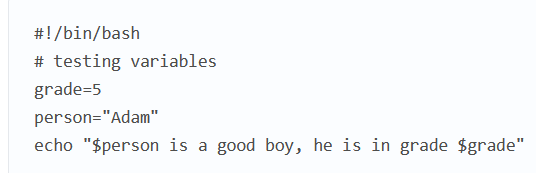 #!/bin/bash
# testing variables
grade=5
person="Adam"
echo "$person is a good boy, he is in grade $grade"